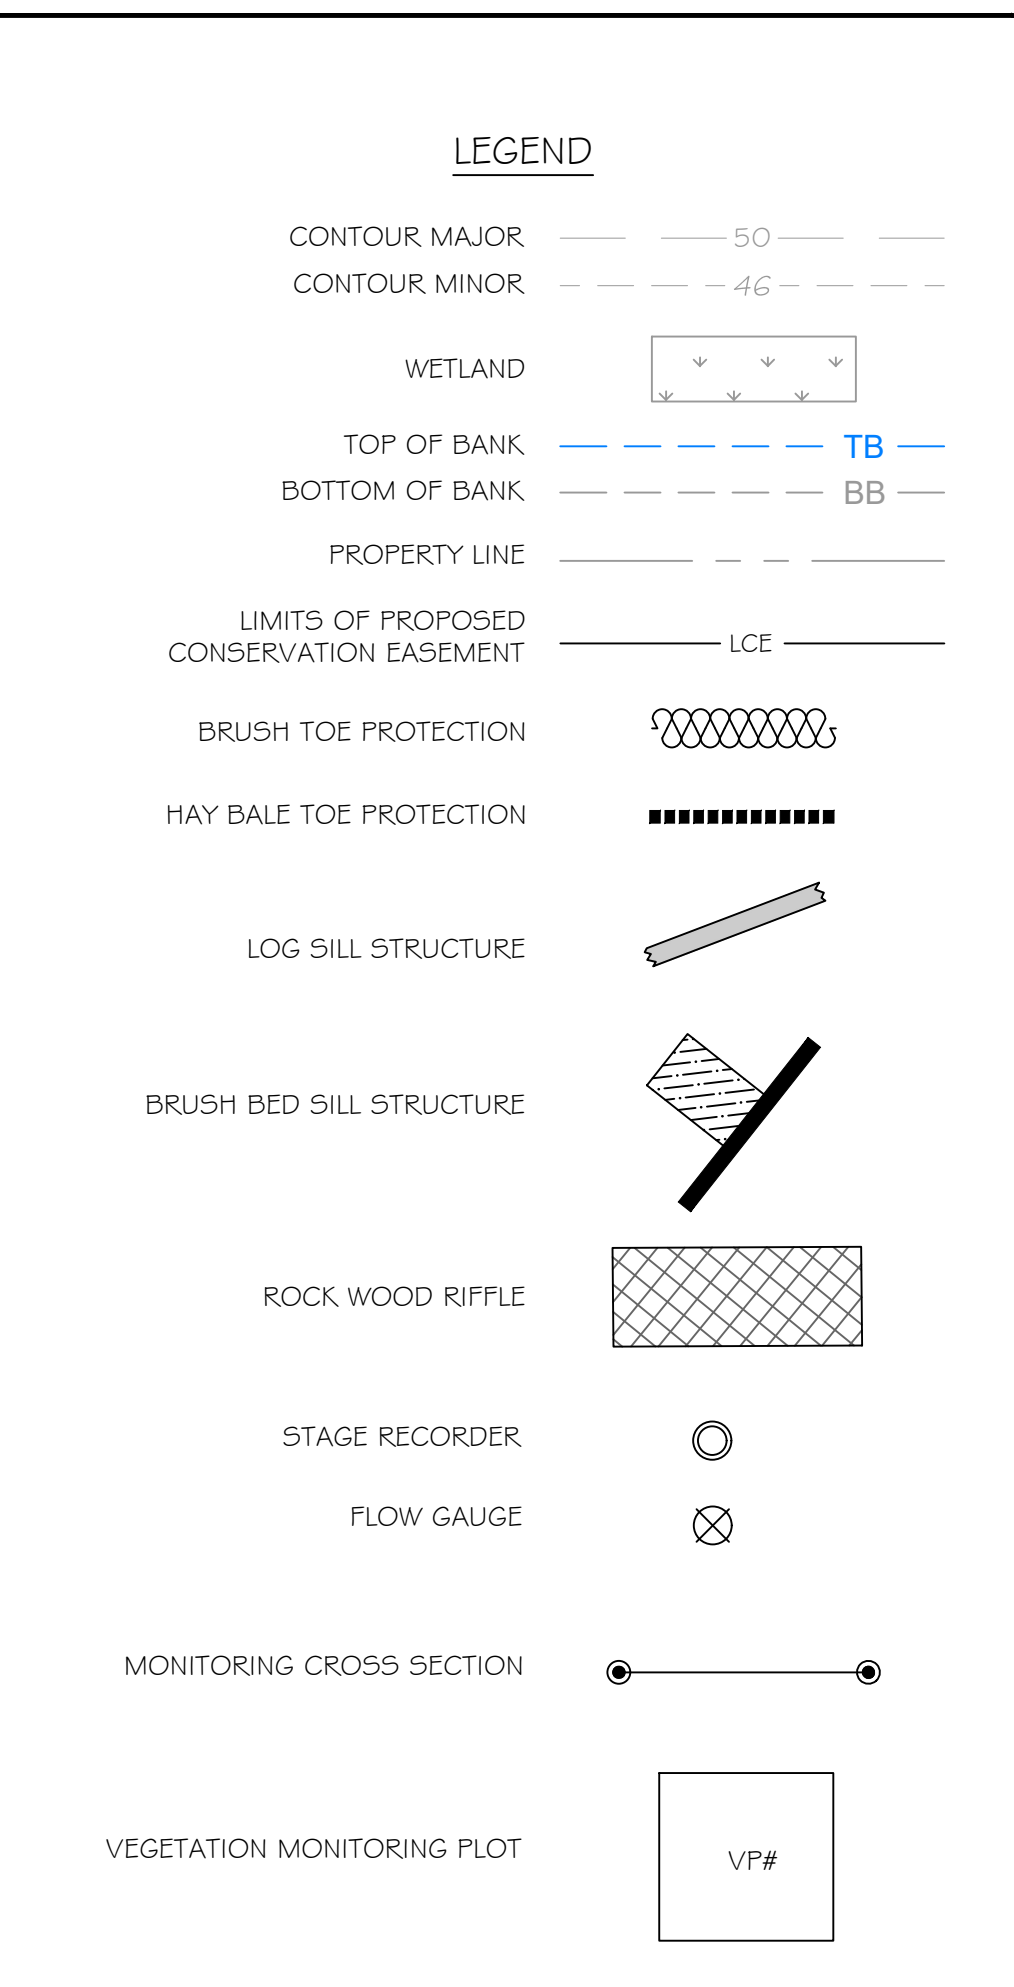 LEGEND
CONTOUR MAJOR 50
CONTOUR MINOR 46
WETLAND
TOP OF BANK TB
BOTTOM OF BANK BB
PROPERTY LINE
LIMITS OF PROPOSED
CONSERVATION EASEMENT LCE
BRUSH TOE PROTECTION
HAY BALE TOE PROTECTION
LOG SILL STRUCTURE
BRUSH BED SILL STRUCTURE
ROCK WOOD RIFFLE
STAGE RECORDER
FLOW GAUGE
MONITORING CROSS SECTION
VEGETATION MONITORING PLOT VP#